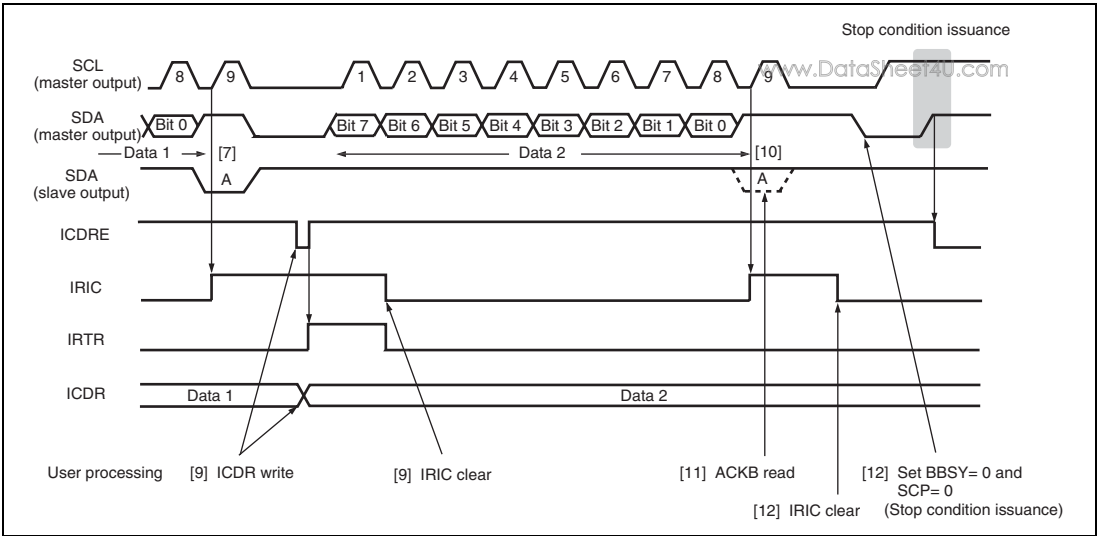 Stop condition issuance
SCL
(master output)
8 9 1 2 3 4 5 6 7 8 9
www.DataSheet4U.com
SDA
(master output)
Bit 0 Bit 7 Bit 6 Bit 5 Bit 4 Bit 3 Bit 2 Bit 1 Bit 0
Data 1 [7] Data 2 [10]
SDA
(slave output)
A A
ICDRE
IRIC
IRTR
ICDR
Data 1 Data 2
User processing [9] ICDR write [9] IRIC clear [11] ACKB read [12] Set BBSY= 0 and
SCP= 0
[12] IRIC clear (Stop condition issuance)